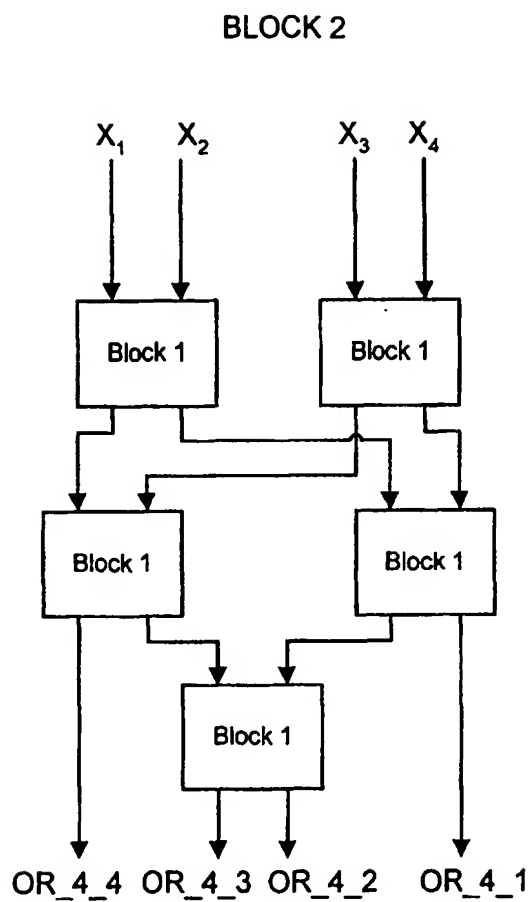 BLOCK 2
X₁ X₂ X₃ X₄
Block 1 Block 1
Block 1 Block 1
Block 1
OR_4_4 OR_4_3 OR_4_2 OR_4_1